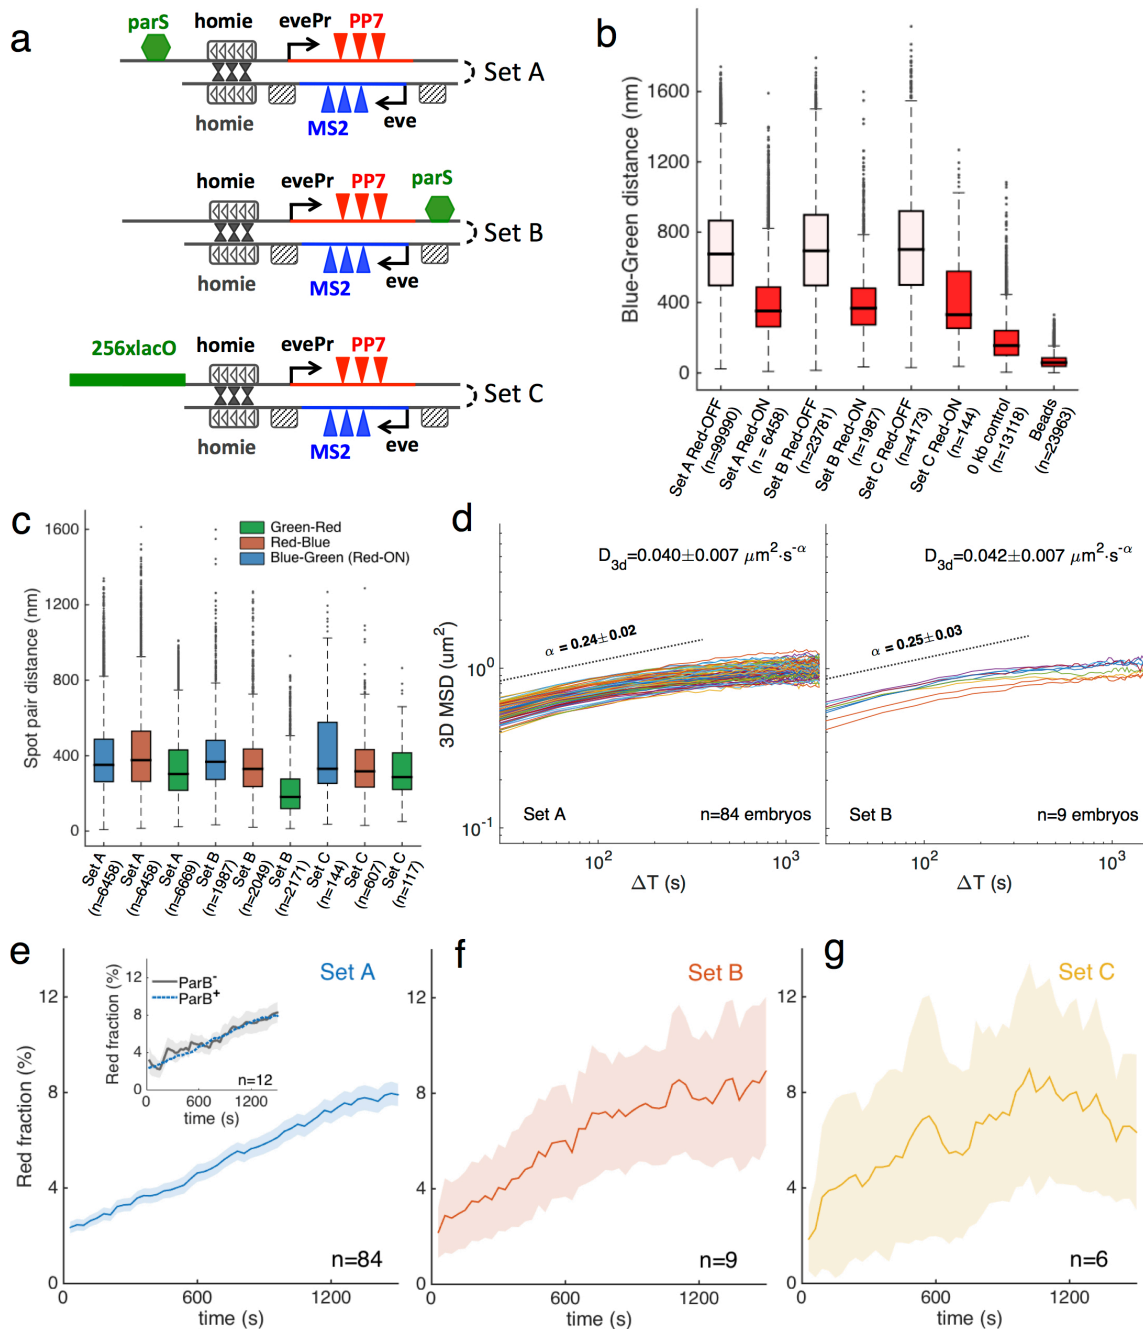 a
parS
homie
evePr
PP7
Set A
homie
MS2
eve
homie
evePr
PP7
parS
Set B
homie
MS2
eve
256xlacO
homie
evePr
PP7
Set C
homie
MS2
eve
b
Blue-Green distance (nm)
1600
1200
800
400
0
Set A Red-OFF
(n=99990)
Set A Red-ON
(n = 6458)
Set B Red-OFF
(n=23781)
Set B Red-ON
(n=1987)
Set C Red-OFF
(n=4173)
Set C Red-ON
(n=144)
0 kb control
(n=13118)
Beads
(n=23963)
c
Spot pair distance (nm)
1600
1200
800
400
0
Green-Red
Red-Blue
Blue-Green (Red-ON)
Set A
(n=6458)
Set A
(n=6458)
Set A
(n=6669)
Set B
(n=1987)
Set B
(n=2049)
Set B
(n=2171)
Set C
(n=144)
Set C
(n=607)
Set C
(n=117)
d
3D MSD (um²)
10⁰
10⁻¹
D3d=0.040±0.007 μm²·s⁻ᵅ
α = 0.24±0.02
Set A
n=84 embryos
10²
10³
ΔT (s)
D3d=0.042±0.007 μm²·s⁻ᵅ
α = 0.25±0.03
Set B
n=9 embryos
10²
10³
ΔT (s)
e
Red fraction (%)
12
8
4
0
Set A
Red fraction (%)
12
8
4
0
ParB⁻
ParB⁺
n=12
0
600
1200
time (s)
n=84
0
600
1200
time (s)
f
12
8
4
0
Set B
n=9
0
600
1200
time (s)
g
12
8
4
0
Set C
n=6
0
600
1200
time (s)